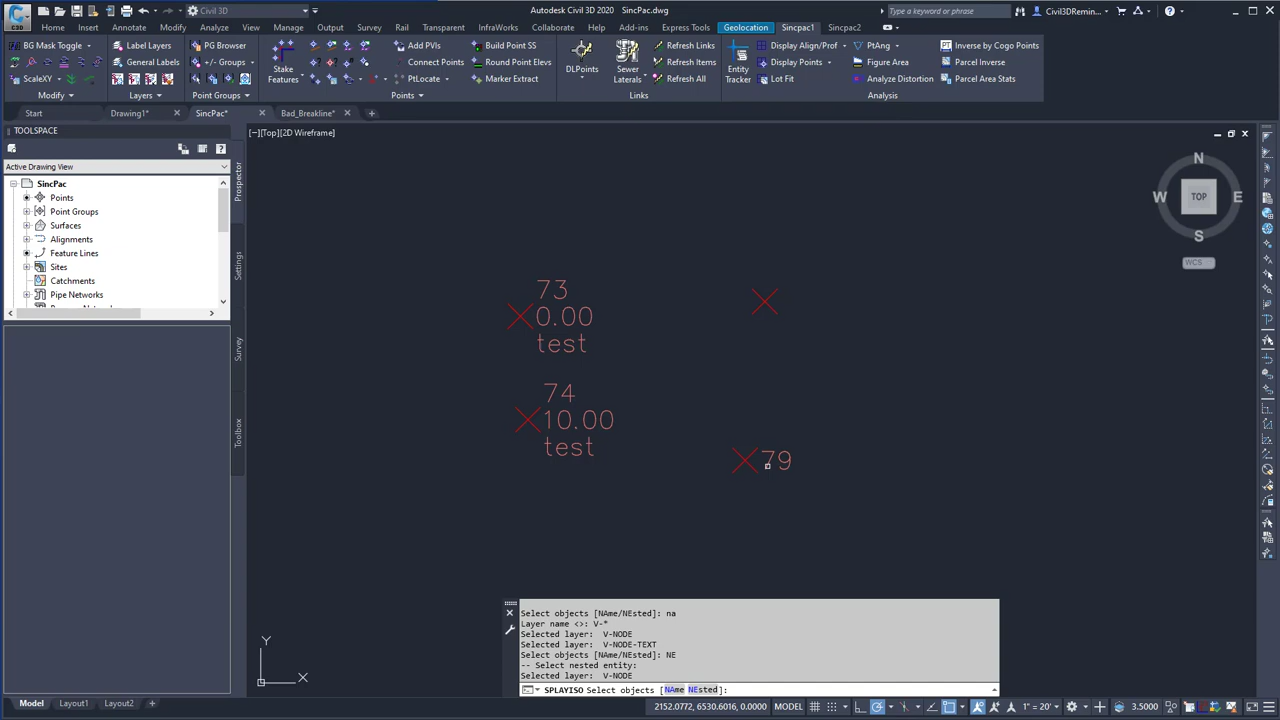 Civil 3D
Autodesk Civil 3D 2020 SincPac.dwg
Type a keyword or phrase
Civil3DRemin...
Home
Insert
Annotate
Modify
Analyze
View
Manage
Output
Survey
Rail
Transparent
InfraWorks
Collaborate
Help
Add-ins
Express Tools
Geolocation
Sincpac1
Sincpac2
BG Mask Toggle
Label Layers
PG Browser
Add PVIs
Build Point SS
Refresh Links
Display Align/Prof
PtAng
Inverse by Cogo Points
General Labels
+/- Groups
Connect Points
Round Point Elevs
Refresh Items
Display Points
Figure Area
Parcel Inverse
ScaleXY
PtLocate
Marker Extract
Refresh All
Lot Fit
Analyze Distortion
Parcel Area Stats
Stake
Features
DLPoints
Sewer
Laterals
Entity
Tracker
Modify
Layers
Point Groups
Points
Links
Analysis
Start
Drawing1*
SincPac*
Bad_Breakline*
TOOLSPACE
[−][Top][2D Wireframe]
Active Drawing View
SincPac
Points
Point Groups
Surfaces
Alignments
Feature Lines
Sites
Catchments
Pipe Networks
Prospector
Settings
Survey
Toolbox
N
W
TOP
E
S
WCS
73
0.00
test
74
10.00
test
79
Select objects [NAme/NEsted]: na
Layer name <>: V-*
Selected layer: V-NODE
Selected layer: V-NODE-TEXT
Select objects [NAme/NEsted]: NE
-- Select nested entity:
Selected layer: V-NODE
SPLAYISO Select objects [NAme NEsted]:
Y
X
Model
Layout1
Layout2
2152.0772, 6530.6016, 0.0000
MODEL
1" = 20'
3.5000